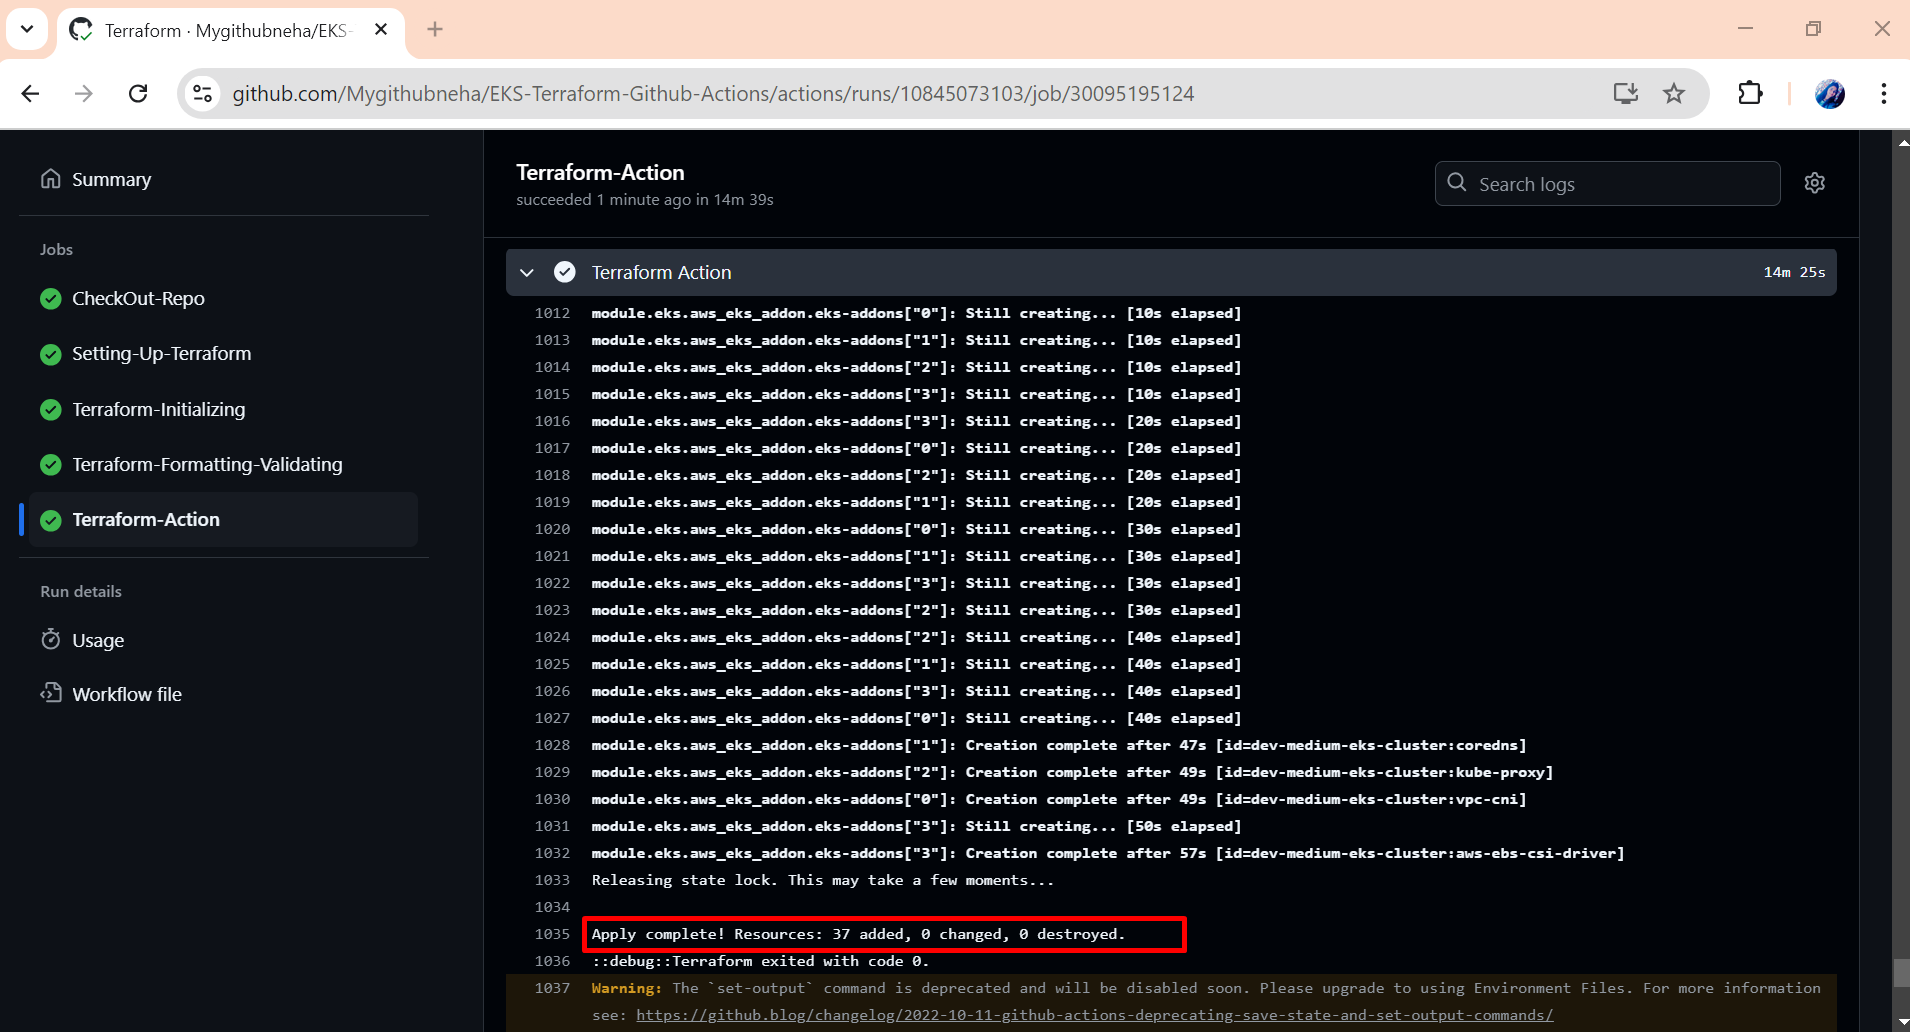 Terraform · Mygithubneha/EKS-
github.com/Mygithubneha/EKS-Terraform-Github-Actions/actions/runs/10845073103/job/30095195124
Summary
Jobs
CheckOut-Repo
Setting-Up-Terraform
Terraform-Initializing
Terraform-Formatting-Validating
Terraform-Action
Run details
Usage
Workflow file
Terraform-Action
succeeded 1 minute ago in 14m 39s
Search logs
Terraform Action 14m 25s
1012 module.eks.aws_eks_addon.eks-addons["0"]: Still creating... [10s elapsed]
1013 module.eks.aws_eks_addon.eks-addons["1"]: Still creating... [10s elapsed]
1014 module.eks.aws_eks_addon.eks-addons["2"]: Still creating... [10s elapsed]
1015 module.eks.aws_eks_addon.eks-addons["3"]: Still creating... [10s elapsed]
1016 module.eks.aws_eks_addon.eks-addons["3"]: Still creating... [20s elapsed]
1017 module.eks.aws_eks_addon.eks-addons["0"]: Still creating... [20s elapsed]
1018 module.eks.aws_eks_addon.eks-addons["2"]: Still creating... [20s elapsed]
1019 module.eks.aws_eks_addon.eks-addons["1"]: Still creating... [20s elapsed]
1020 module.eks.aws_eks_addon.eks-addons["0"]: Still creating... [30s elapsed]
1021 module.eks.aws_eks_addon.eks-addons["1"]: Still creating... [30s elapsed]
1022 module.eks.aws_eks_addon.eks-addons["3"]: Still creating... [30s elapsed]
1023 module.eks.aws_eks_addon.eks-addons["2"]: Still creating... [30s elapsed]
1024 module.eks.aws_eks_addon.eks-addons["2"]: Still creating... [40s elapsed]
1025 module.eks.aws_eks_addon.eks-addons["1"]: Still creating... [40s elapsed]
1026 module.eks.aws_eks_addon.eks-addons["3"]: Still creating... [40s elapsed]
1027 module.eks.aws_eks_addon.eks-addons["0"]: Still creating... [40s elapsed]
1028 module.eks.aws_eks_addon.eks-addons["1"]: Creation complete after 47s [id=dev-medium-eks-cluster:coredns]
1029 module.eks.aws_eks_addon.eks-addons["2"]: Creation complete after 49s [id=dev-medium-eks-cluster:kube-proxy]
1030 module.eks.aws_eks_addon.eks-addons["0"]: Creation complete after 49s [id=dev-medium-eks-cluster:vpc-cni]
1031 module.eks.aws_eks_addon.eks-addons["3"]: Still creating... [50s elapsed]
1032 module.eks.aws_eks_addon.eks-addons["3"]: Creation complete after 57s [id=dev-medium-eks-cluster:aws-ebs-csi-driver]
1033 Releasing state lock. This may take a few moments...
1034
1035 Apply complete! Resources: 37 added, 0 changed, 0 destroyed.
1036 ::debug::Terraform exited with code 0.
1037 Warning: The `set-output` command is deprecated and will be disabled soon. Please upgrade to using Environment Files. For more information
see: https://github.blog/changelog/2022-10-11-github-actions-deprecating-save-state-and-set-output-commands/